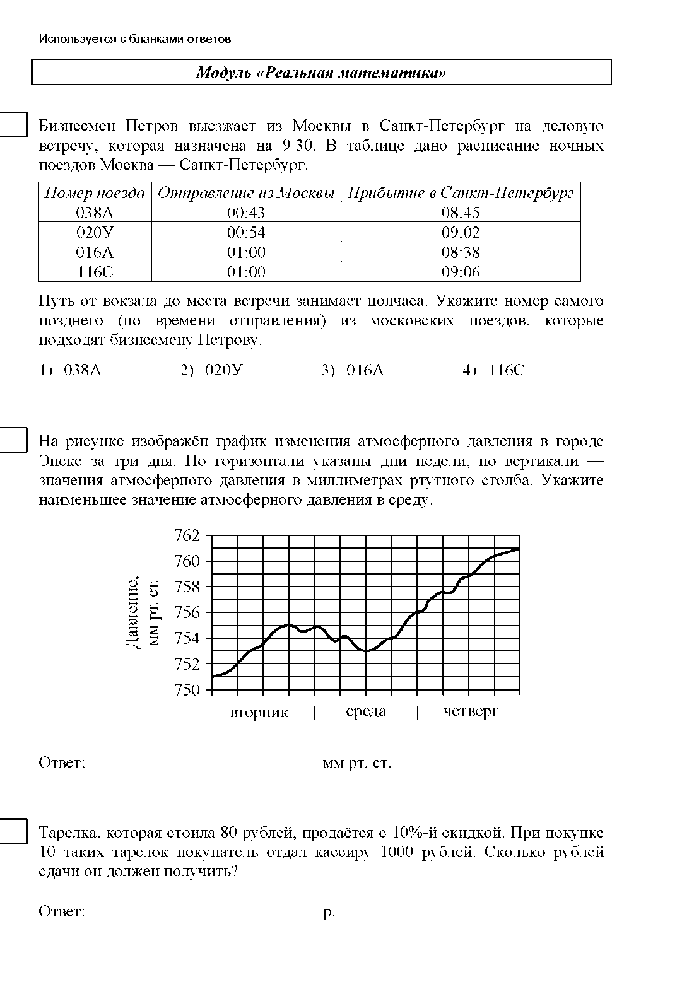 Используется с бланками ответов
Модуль «Реальная математика»
Бизнесмен Петров выезжает из Москвы в Санкт-Петербург на деловую
встречу, которая назначена на 9:30. В таблице дано расписание ночных
поездов Москва — Санкт-Петербург.
Номер поезда Отправление из Москвы Прибытие в Санкт-Петербург
038А 00:43 08:45
020У 00:54 09:02
016А 01:00 08:38
116С 01:00 09:06
Путь от вокзала до места встречи занимает полчаса. Укажите номер самого
позднего (по времени отправления) из московских поездов, которые
подходят бизнесмену Петрову.
1) 038А 2) 020У 3) 016А 4) 116С
На рисунке изображён график изменения атмосферного давления в городе
Энске за три дня. По горизонтали указаны дни недели, по вертикали —
значения атмосферного давления в миллиметрах ртутного столба. Укажите
наименьшее значение атмосферного давления в среду.
762
760
758
756
754
752
750
Давление,
мм рт. ст.
вторник | среда | четверг
Ответ: ___________________________ мм рт. ст.
Тарелка, которая стоила 80 рублей, продаётся с 10%-й скидкой. При покупке
10 таких тарелок покупатель отдал кассиру 1000 рублей. Сколько рублей
сдачи он должен получить?
Ответ: ___________________________ р.